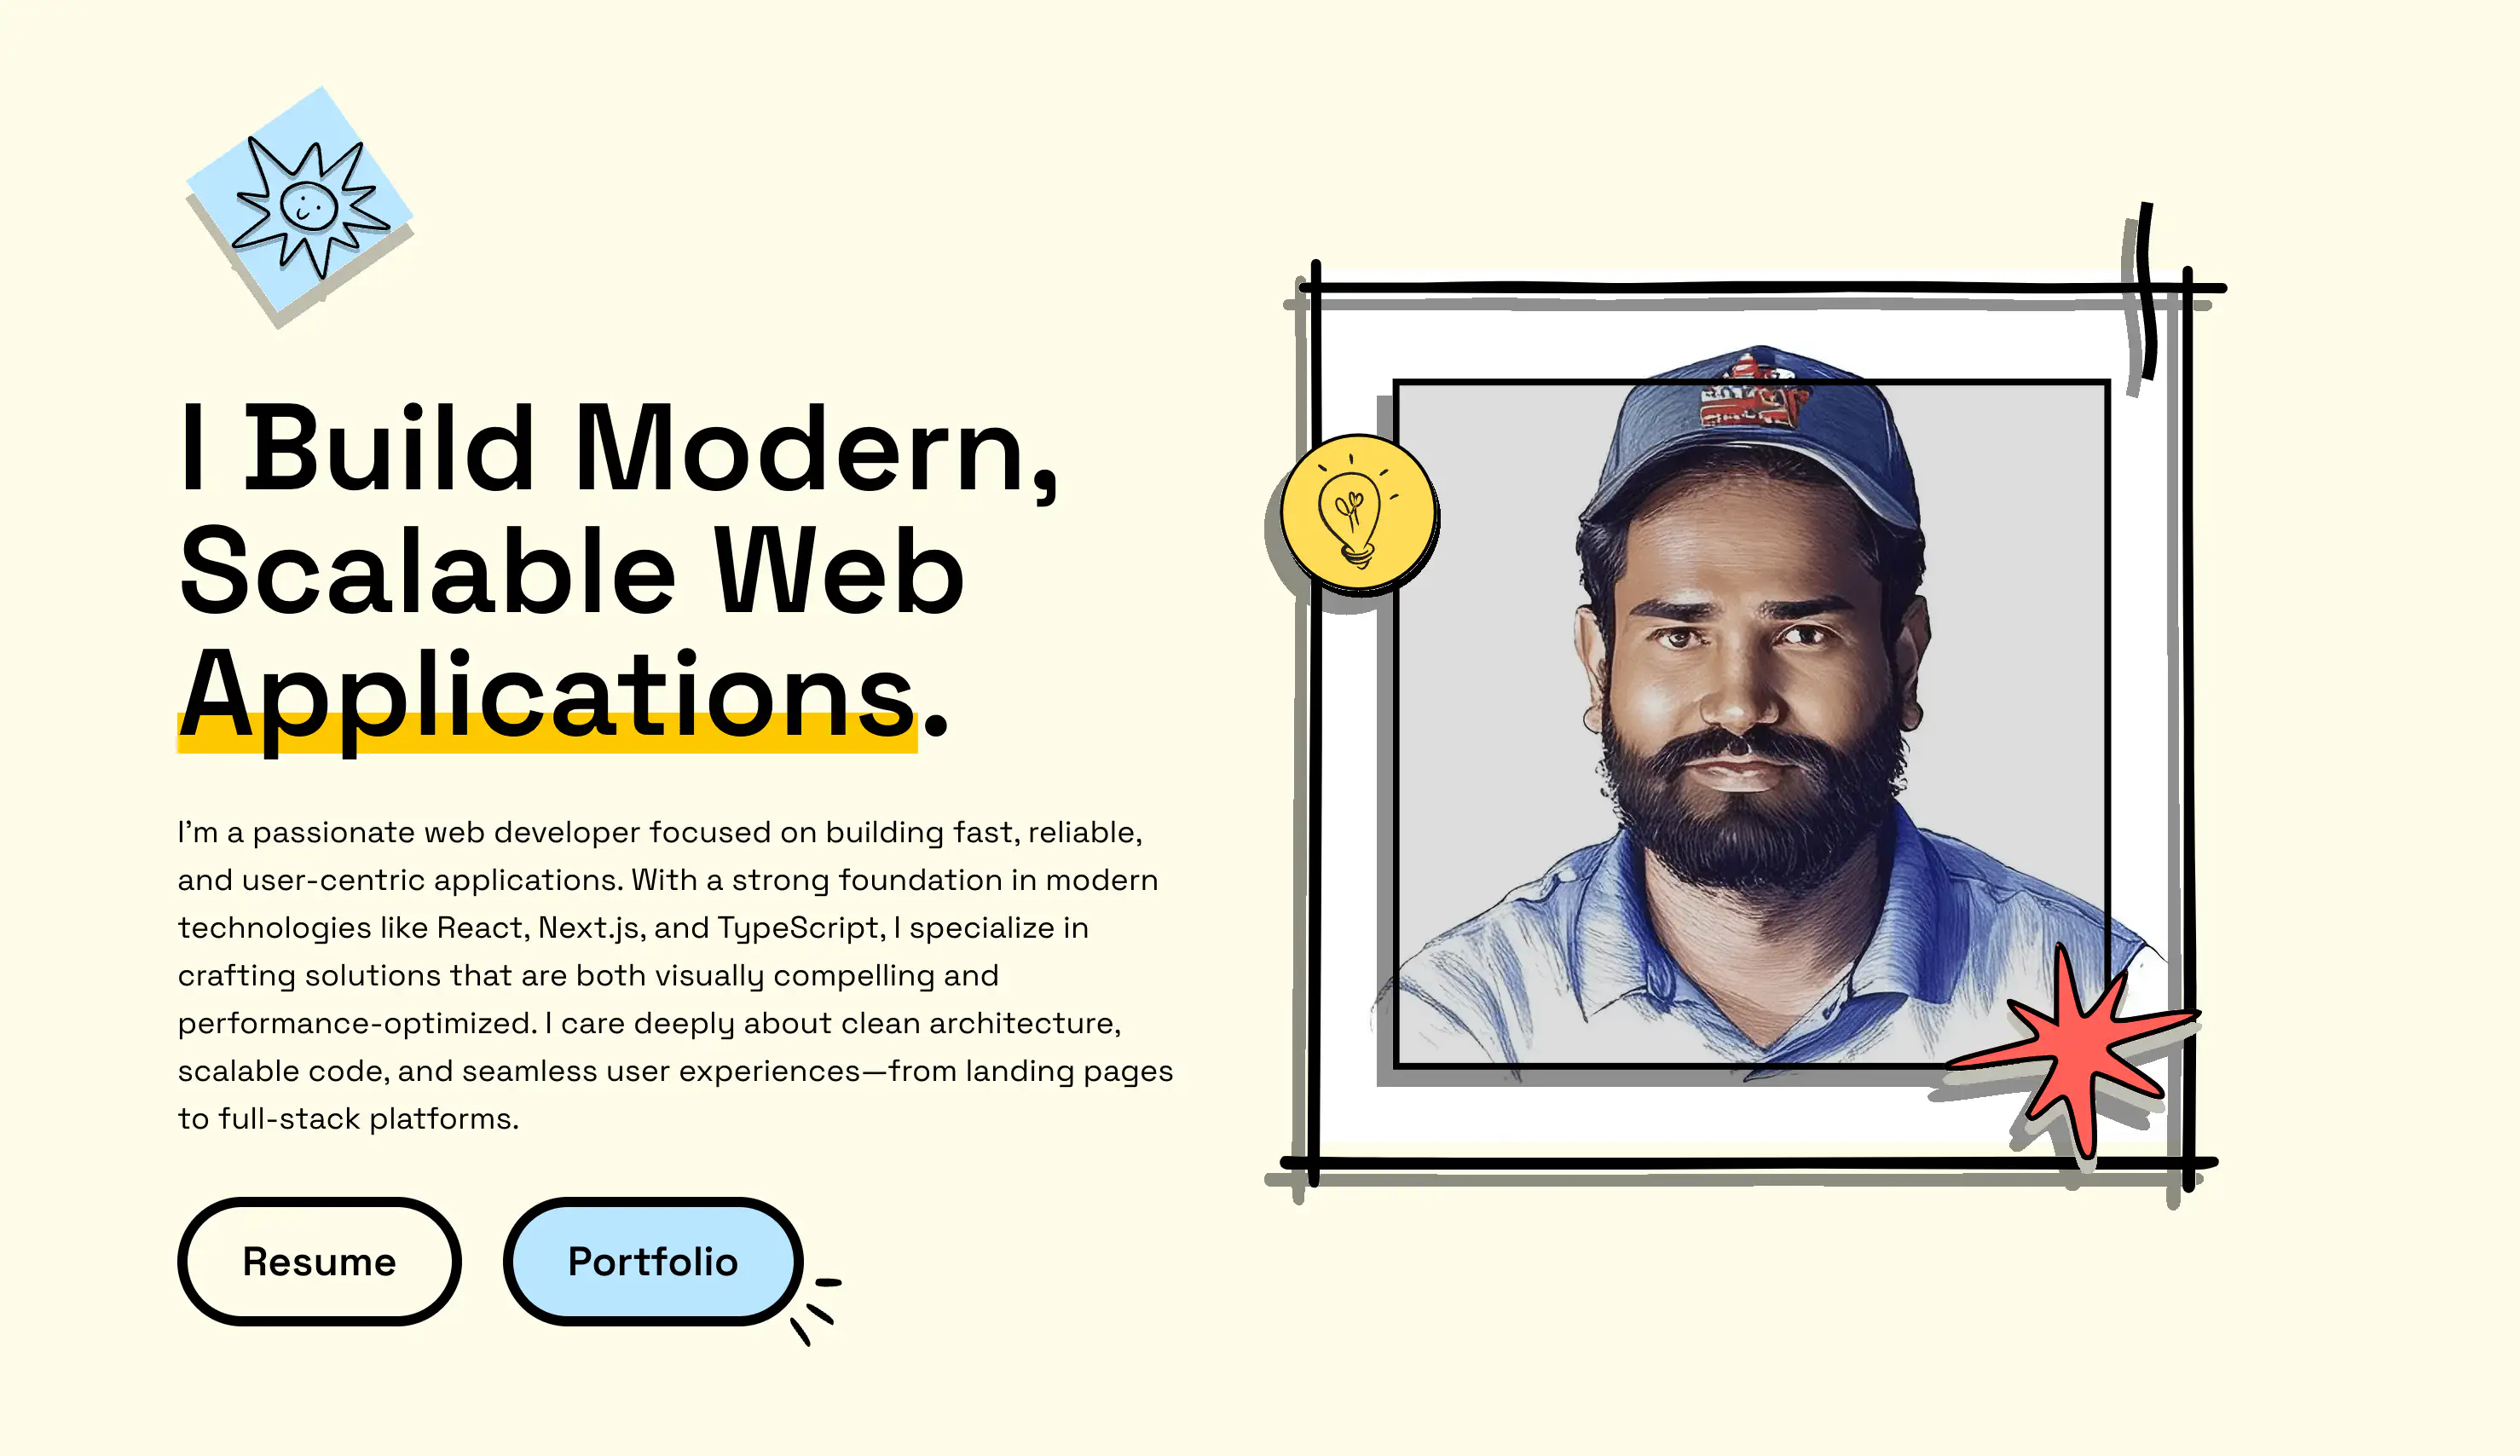 I Build Modern,
Scalable Web
Applications.
I'm a passionate web developer focused on building fast, reliable,
and user-centric applications. With a strong foundation in modern
technologies like React, Next.js, and TypeScript, I specialize in
crafting solutions that are both visually compelling and
performance-optimized. I care deeply about clean architecture,
scalable code, and seamless user experiences—from landing pages
to full-stack platforms.
Resume
Portfolio